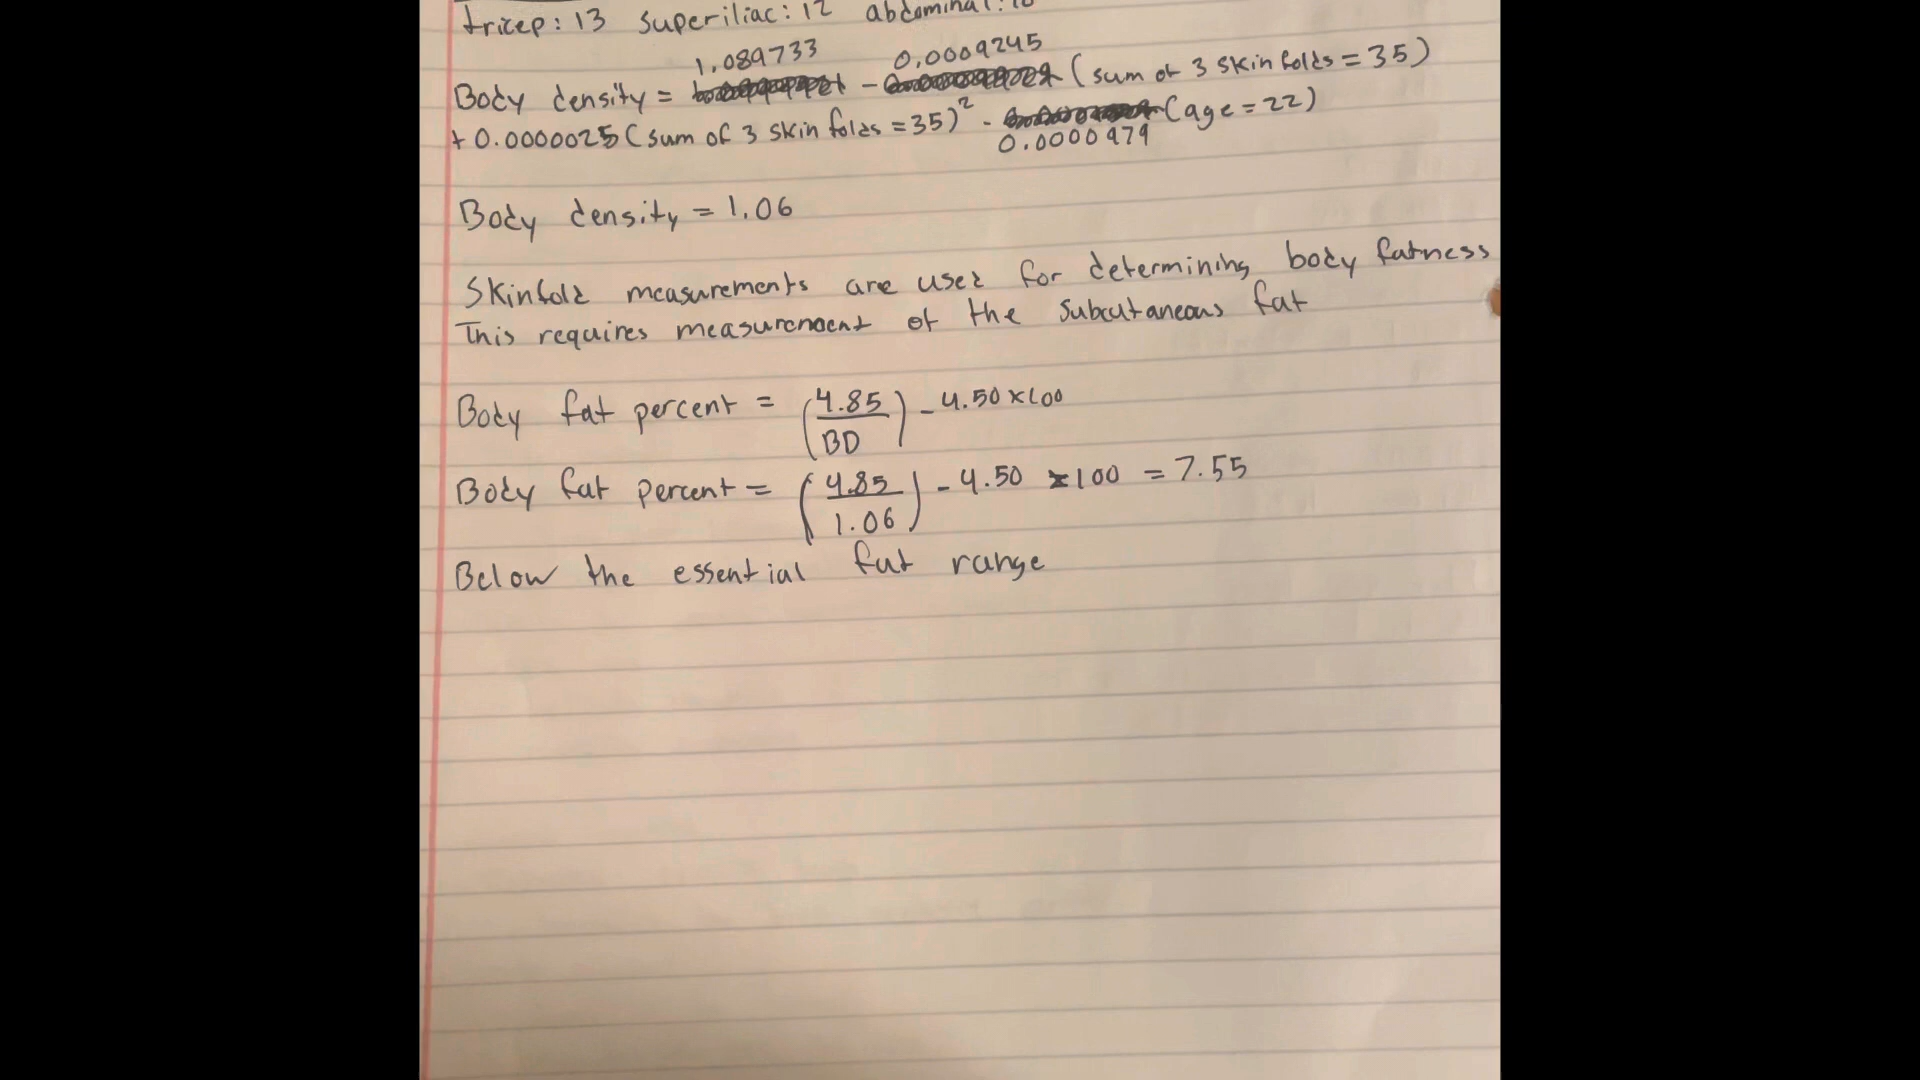 tricep: 13 superiliac: 12 abdominal: 10
1.089733 0.0009245
Body density = - (sum of 3 skin folds = 35)
+ 0.0000025 (sum of 3 skin folds = 35)² - (age = 22)
0.0000979
Body density = 1.06
Skinfold measurements are used for determining body fatness
This requires measurement of the subcutaneous fat
Body fat percent = (4.85/BD) - 4.50 x 100
Body fat percent = (4.85/1.06) - 4.50 x 100 = 7.55
Below the essential fat range